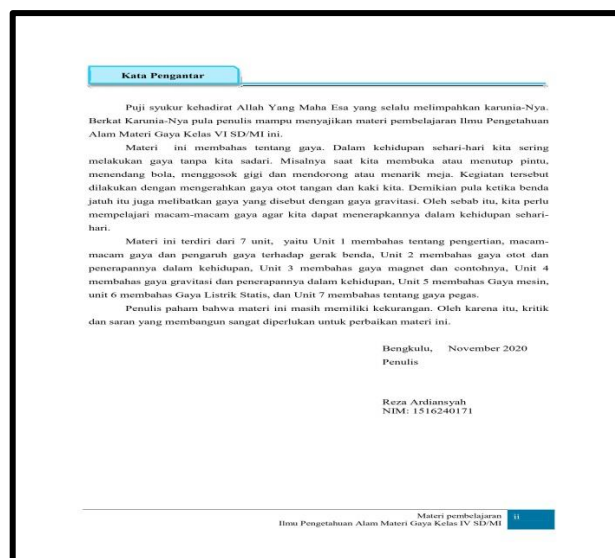 Kata Pengantar
Puji syukur kehadirat Allah Yang Maha Esa yang selalu melimpahkan karunia-Nya.
Berkat Karunia-Nya pula penulis mampu menyajikan materi pembelajaran Ilmu Pengetahuan
Alam Materi Gaya Kelas VI SD/MI ini.
Materi ini membahas tentang gaya. Dalam kehidupan sehari-hari kita sering
melakukan gaya tanpa kita sadari. Misalnya saat kita membuka atau menutup pintu,
menendang bola, menggosok gigi dan mendorong atau menarik meja. Kegiatan tersebut
dilakukan dengan mengerahkan gaya otot tangan dan kaki kita. Demikian pula ketika benda
jatuh itu juga melibatkan gaya yang disebut dengan gaya gravitasi. Oleh sebab itu, kita perlu
mempelajari macam-macam gaya agar kita dapat menerapkannya dalam kehidupan sehari-
hari.
Materi ini terdiri dari 7 unit, yaitu Unit 1 membahas tentang pengertian, macam-
macam gaya dan pengaruh gaya terhadap gerak benda, Unit 2 membahas gaya otot dan
penerapannya dalam kehidupan, Unit 3 membahas gaya magnet dan contohnya, Unit 4
membahas gaya gravitasi dan penerapannya dalam kehidupan, Unit 5 membahas Gaya mesin,
unit 6 membahas Gaya Listrik Statis, dan Unit 7 membahas tentang gaya pegas.
Penulis paham bahwa materi ini masih memiliki kekurangan. Oleh karena itu, kritik
dan saran yang membangun sangat diperlukan untuk perbaikan materi ini.
Bengkulu, November 2020
Penulis
Reza Ardiansyah
NIM: 1516240171
Materi pembelajaran
Ilmu Pengetahuan Alam Materi Gaya Kelas IV SD/MI
ii